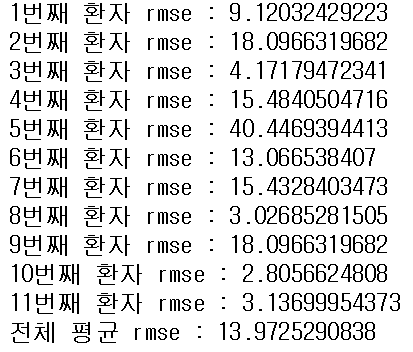 1번째 환자 rmse : 9.12032429223
2번째 환자 rmse : 18.0966319682
3번째 환자 rmse : 4.17179472341
4번째 환자 rmse : 15.4840504716
5번째 환자 rmse : 40.4469394413
6번째 환자 rmse : 13.066538407
7번째 환자 rmse : 15.4328403473
8번째 환자 rmse : 3.02685281505
9번째 환자 rmse : 18.0966319682
10번째 환자 rmse : 2.8056624808
11번째 환자 rmse : 3.13699954373
전체 평균 rmse : 13.9725290838